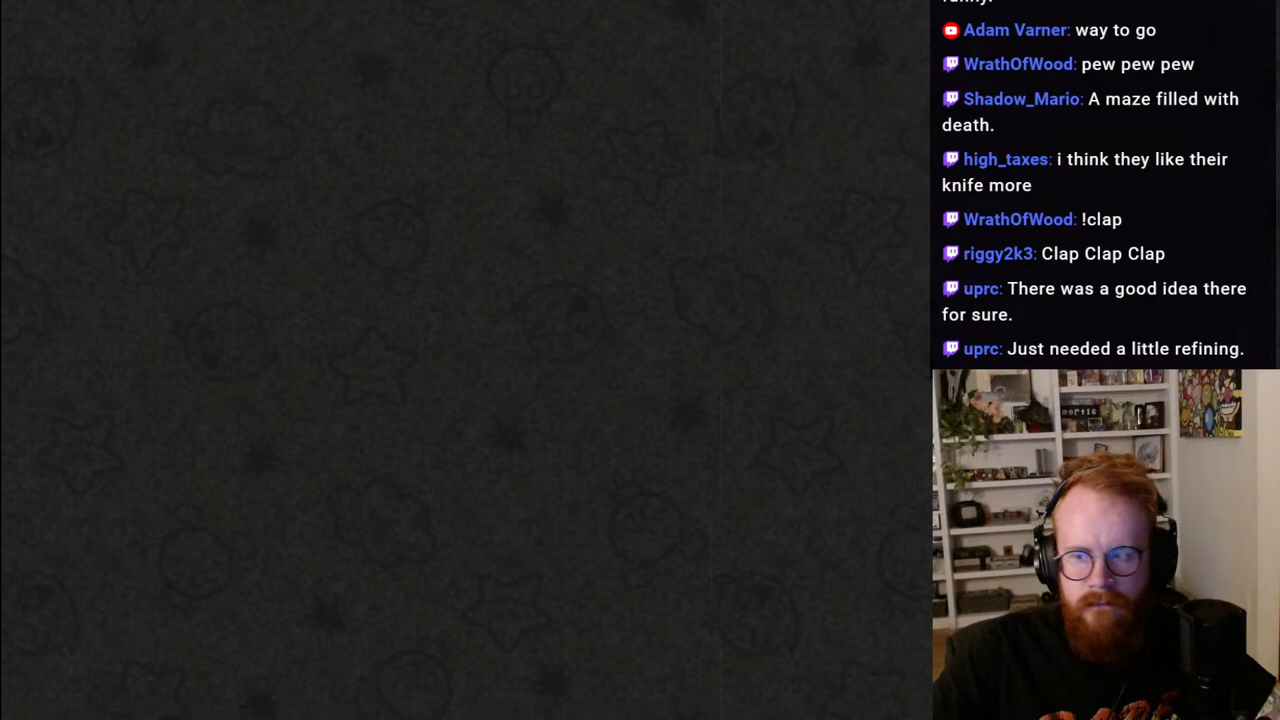 funny.
Adam Varner: way to go
WrathOfWood: pew pew pew
Shadow_Mario: A maze filled with
death.
high_taxes: i think they like their
knife more
WrathOfWood: !clap
riggy2k3: Clap Clap Clap
uprc: There was a good idea there
for sure.
uprc: Just needed a little refining.